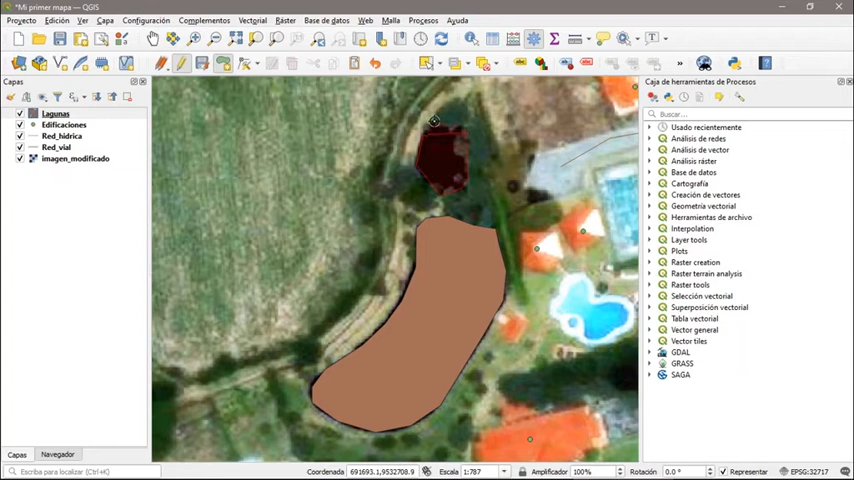 *Mi primer mapa — QGIS
Proyecto Edición Ver Capa Configuración Complementos Vectorial Ráster Base de datos Web Malla Procesos Ayuda
Capas
Lagunas
Edificaciones
Red_hidrica
Red_vial
imagen_modificado
Caja de herramientas de Procesos
Buscar...
Usado recientemente
Análisis de redes
Análisis de vector
Análisis ráster
Base de datos
Cartografía
Creación de vectores
Geometría vectorial
Herramientas de archivo
Interpolation
Layer tools
Plots
Raster creation
Raster terrain analysis
Raster tools
Selección vectorial
Superposición vectorial
Tabla vectorial
Vector general
Vector tiles
GDAL
GRASS
SAGA
Capas Navegador
Escriba para localizar (Ctrl+K) Coordenada 691693.1,9532708.9 Escala 1:787 Amplificador 100% Rotación 0.0 ° Representar EPSG:32717